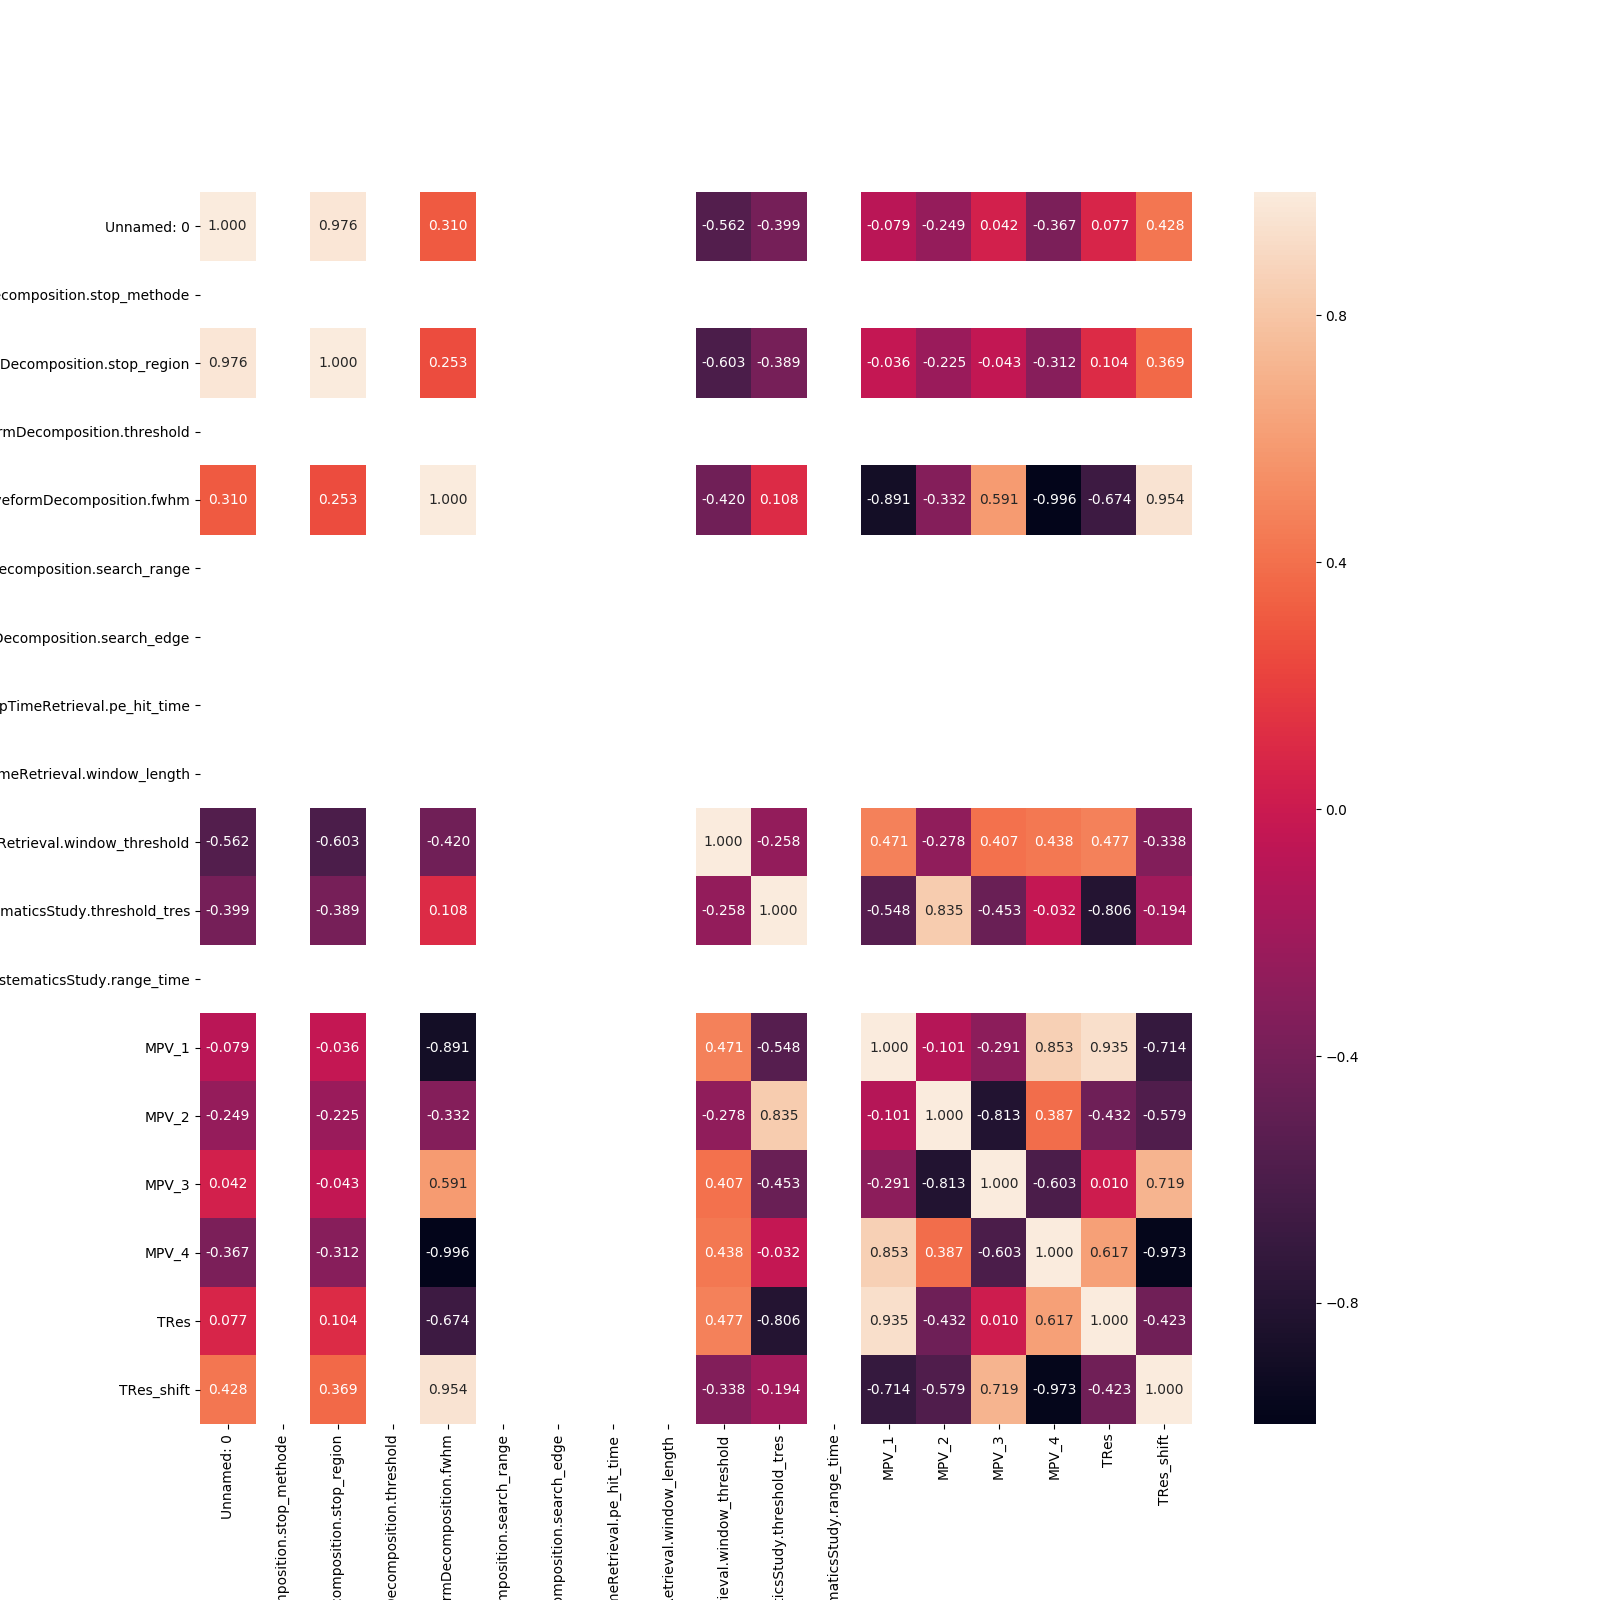 Unnamed: 0 1.000 0.976 0.310 -0.562 -0.399 -0.079 -0.249 0.042 -0.367 0.077 0.428
ecomposition.stop_methode
Decomposition.stop_region 0.976 1.000 0.253 -0.603 -0.389 -0.036 -0.225 -0.043 -0.312 0.104 0.369
rmDecomposition.threshold
veformDecomposition.fwhm 0.310 0.253 1.000 -0.420 0.108 -0.891 -0.332 0.591 -0.996 -0.674 0.954
ecomposition.search_range
Decomposition.search_edge
pTimeRetrieval.pe_hit_time
meRetrieval.window_length
Retrieval.window_threshold -0.562 -0.603 -0.420 1.000 -0.258 0.471 -0.278 0.407 0.438 0.477 -0.338
maticsStudy.threshold_tres -0.399 -0.389 0.108 -0.258 1.000 -0.548 0.835 -0.453 -0.032 -0.806 -0.194
stematicsStudy.range_time
MPV_1 -0.079 -0.036 -0.891 0.471 -0.548 1.000 -0.101 -0.291 0.853 0.935 -0.714
MPV_2 -0.249 -0.225 -0.332 -0.278 0.835 -0.101 1.000 -0.813 0.387 -0.432 -0.579
MPV_3 0.042 -0.043 0.591 0.407 -0.453 -0.291 -0.813 1.000 -0.603 0.010 0.719
MPV_4 -0.367 -0.312 -0.996 0.438 -0.032 0.853 0.387 -0.603 1.000 0.617 -0.973
TRes 0.077 0.104 -0.674 0.477 -0.806 0.935 -0.432 0.010 0.617 1.000 -0.423
TRes_shift 0.428 0.369 0.954 -0.338 -0.194 -0.714 -0.579 0.719 -0.973 -0.423 1.000
Unnamed: 0
mposition.stop_methode
composition.stop_region
Decomposition.threshold
rmDecomposition.fwhm
mposition.search_range
omposition.search_edge
meRetrieval.pe_hit_time
etrieval.window_length
ieval.window_threshold
ticsStudy.threshold_tres
maticsStudy.range_time
MPV_1
MPV_2
MPV_3
MPV_4
TRes
TRes_shift
0.8
0.4
0.0
−0.4
−0.8